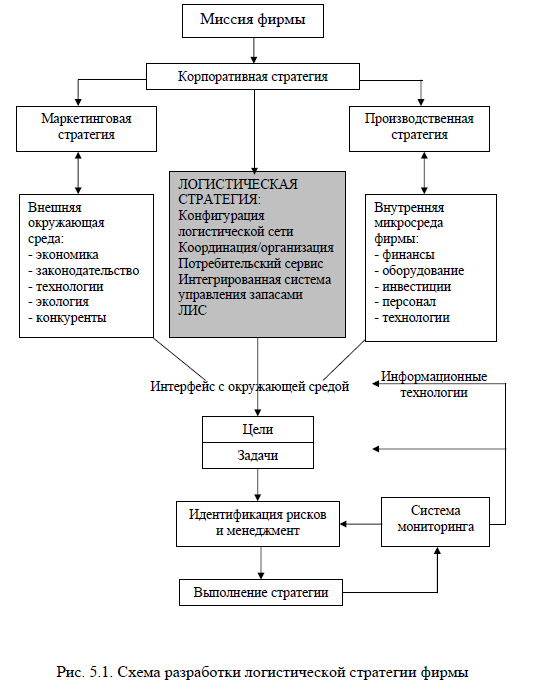 Миссия фирмы
Корпоративная стратегия
Маркетинговая
стратегия
Производственная
стратегия
Внешняя
окружающая
среда:
- экономика
- законодательство
- технологии
- экология
- конкуренты
ЛОГИСТИЧЕСКАЯ
СТРАТЕГИЯ:
Конфигурация
логистической сети
Координация/организация
Потребительский сервис
Интегрированная система
управления запасами
ЛИС
Внутренняя
микросреда
фирмы:
- финансы
- оборудование
- инвестиции
- персонал
- технологии
Интерфейс с окружающей средой
Информационные
технологии
Цели
Задачи
Идентификация рисков
и менеджмент
Система
мониторинга
Выполнение стратегии
Рис. 5.1. Схема разработки логистической стратегии фирмы